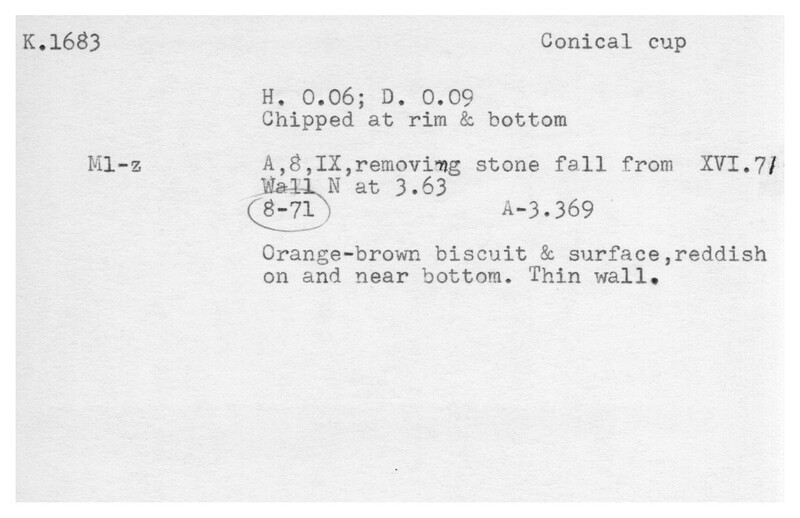 K.1683 Conical cup
H. 0.06; D. 0.09
Chipped at rim & bottom
Ml-z A,8,IX,removing stone fall from XVI.71
Wall N at 3.63
8-71 A-3.369
Orange-brown biscuit & surface,reddish
on and near bottom. Thin wall.